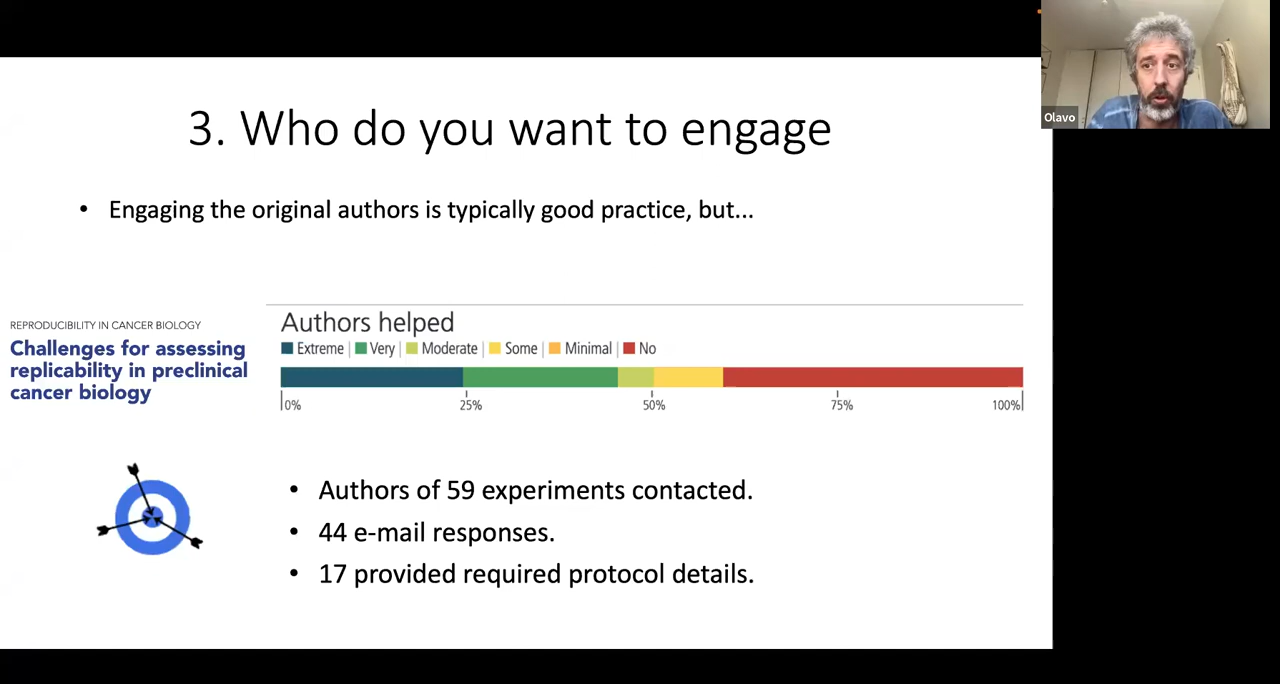 Olavo
3. Who do you want to engage
• Engaging the original authors is typically good practice, but...
REPRODUCIBILITY IN CANCER BIOLOGY
Challenges for assessing
replicability in preclinical
cancer biology
Authors helped
Extreme | Very | Moderate | Some | Minimal | No
0% 25% 50% 75% 100%
• Authors of 59 experiments contacted.
• 44 e-mail responses.
• 17 provided required protocol details.